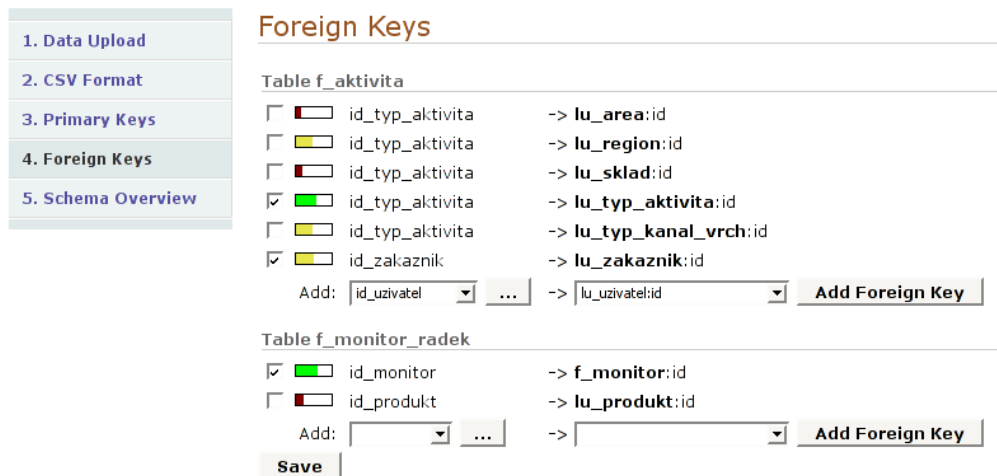 1. Data Upload
2. CSV Format
3. Primary Keys
4. Foreign Keys
5. Schema Overview
Foreign Keys
Table f_aktivita
id_typ_aktivita -> lu_area:id
id_typ_aktivita -> lu_region:id
id_typ_aktivita -> lu_sklad:id
id_typ_aktivita -> lu_typ_aktivita:id
id_typ_aktivita -> lu_typ_kanal_vrch:id
id_zakaznik -> lu_zakaznik:id
Add: id_uzivatel ... -> lu_uzivatel:id Add Foreign Key
Table f_monitor_radek
id_monitor -> f_monitor:id
id_produkt -> lu_produkt:id
Add: ... -> Add Foreign Key
Save